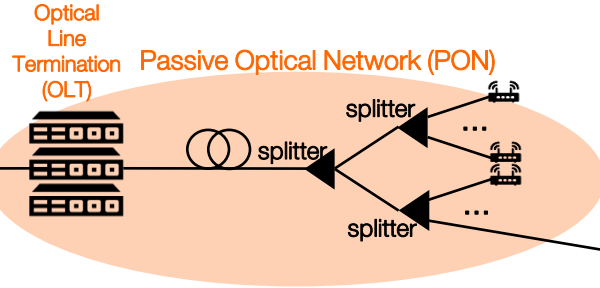 Optical
Line
Termination
(OLT)
Passive Optical Network (PON)
splitter
splitter
...
splitter
...